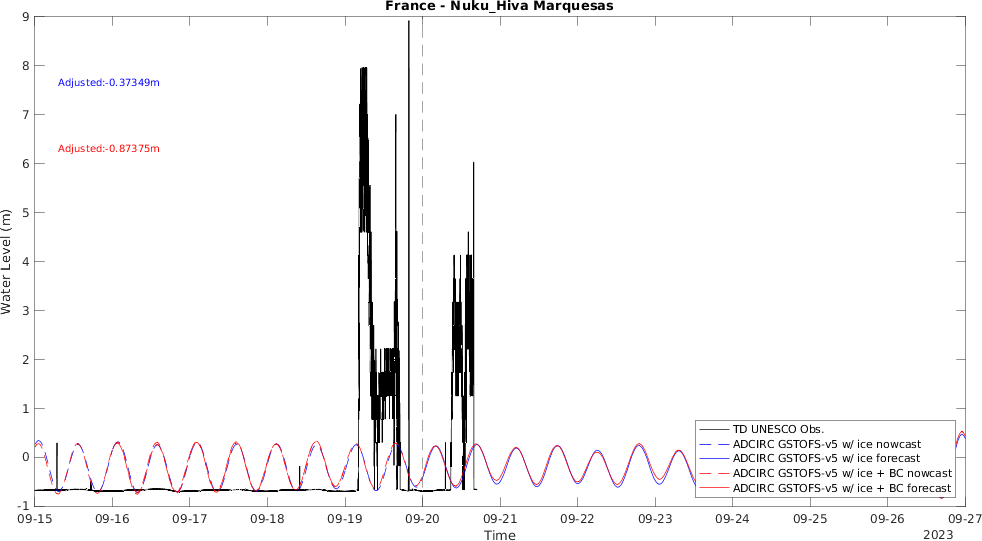 France - Nuku_Hiva Marquesas
9
8
7
6
5
4
3
2
1
0
-1
Water Level (m)
Adjusted:-0.37349m
Adjusted:-0.87375m
TD UNESCO Obs.
ADCIRC GSTOFS-v5 w/ ice nowcast
ADCIRC GSTOFS-v5 w/ ice forecast
ADCIRC GSTOFS-v5 w/ ice + BC nowcast
ADCIRC GSTOFS-v5 w/ ice + BC forecast
09-15 09-16 09-17 09-18 09-19 09-20 09-21 09-22 09-23 09-24 09-25 09-26 09-27
Time
2023